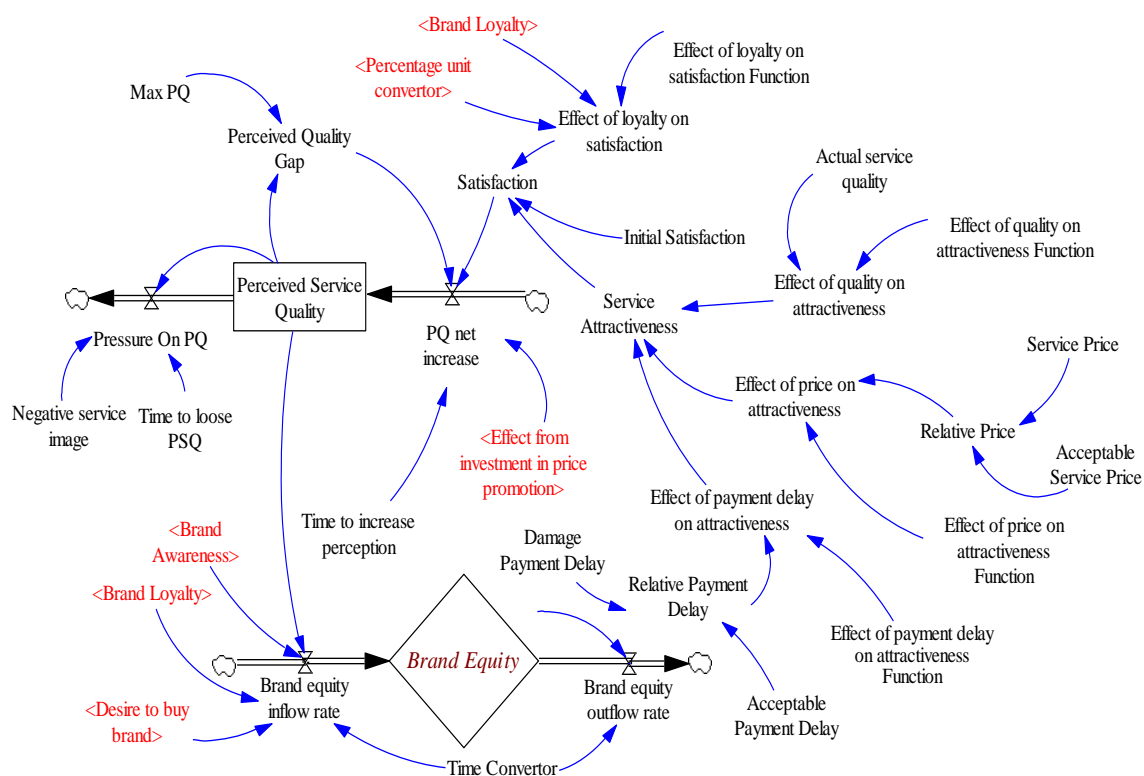 <Brand Loyalty>
Effect of loyalty on
satisfaction Function
<Percentage unit
convertor>
Max PQ
Effect of loyalty on
satisfaction
Perceived Quality
Gap
Actual service
quality
Satisfaction
Effect of quality on
attractiveness Function
Initial Satisfaction
Perceived Service
Quality
Effect of quality on
attractiveness
Service
Attractiveness
Pressure On PQ
PQ net
increase
Service Price
Effect of price on
attractiveness
Negative service
image
Time to loose
PSQ
Relative Price
<Effect from
investment in price
promotion>
Acceptable
Service Price
Effect of payment delay
on attractiveness
Time to increase
perception
Effect of price on
attractiveness
Function
<Brand
Awareness>
Damage
Payment Delay
Relative Payment
Delay
<Brand Loyalty>
Effect of payment delay
on attractiveness
Function
Brand Equity
Brand equity
inflow rate
Brand equity
outflow rate
<Desire to buy
brand>
Acceptable
Payment Delay
Time Convertor